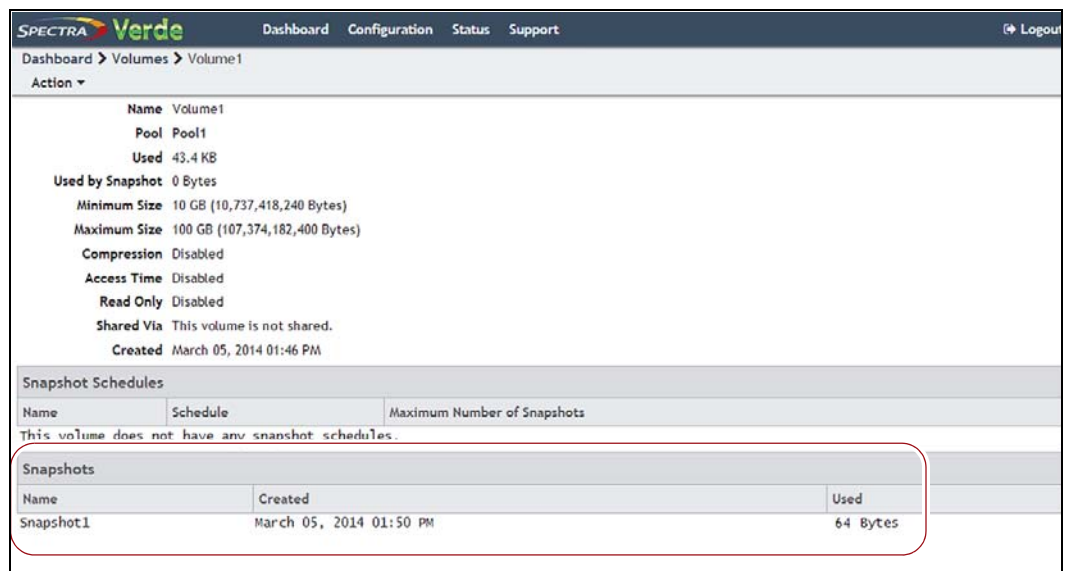 SPECTRA Verde Dashboard Configuration Status Support Logout
Dashboard > Volumes > Volume1
Action
Name Volume1
Pool Pool1
Used 43.4 KB
Used by Snapshot 0 Bytes
Minimum Size 10 GB (10,737,418,240 Bytes)
Maximum Size 100 GB (107,374,182,400 Bytes)
Compression Disabled
Access Time Disabled
Read Only Disabled
Shared Via This volume is not shared.
Created March 05, 2014 01:46 PM
Snapshot Schedules
Name Schedule Maximum Number of Snapshots
This volume does not have any snapshot schedules.
Snapshots
Name Created Used
Snapshot1 March 05, 2014 01:50 PM 64 Bytes